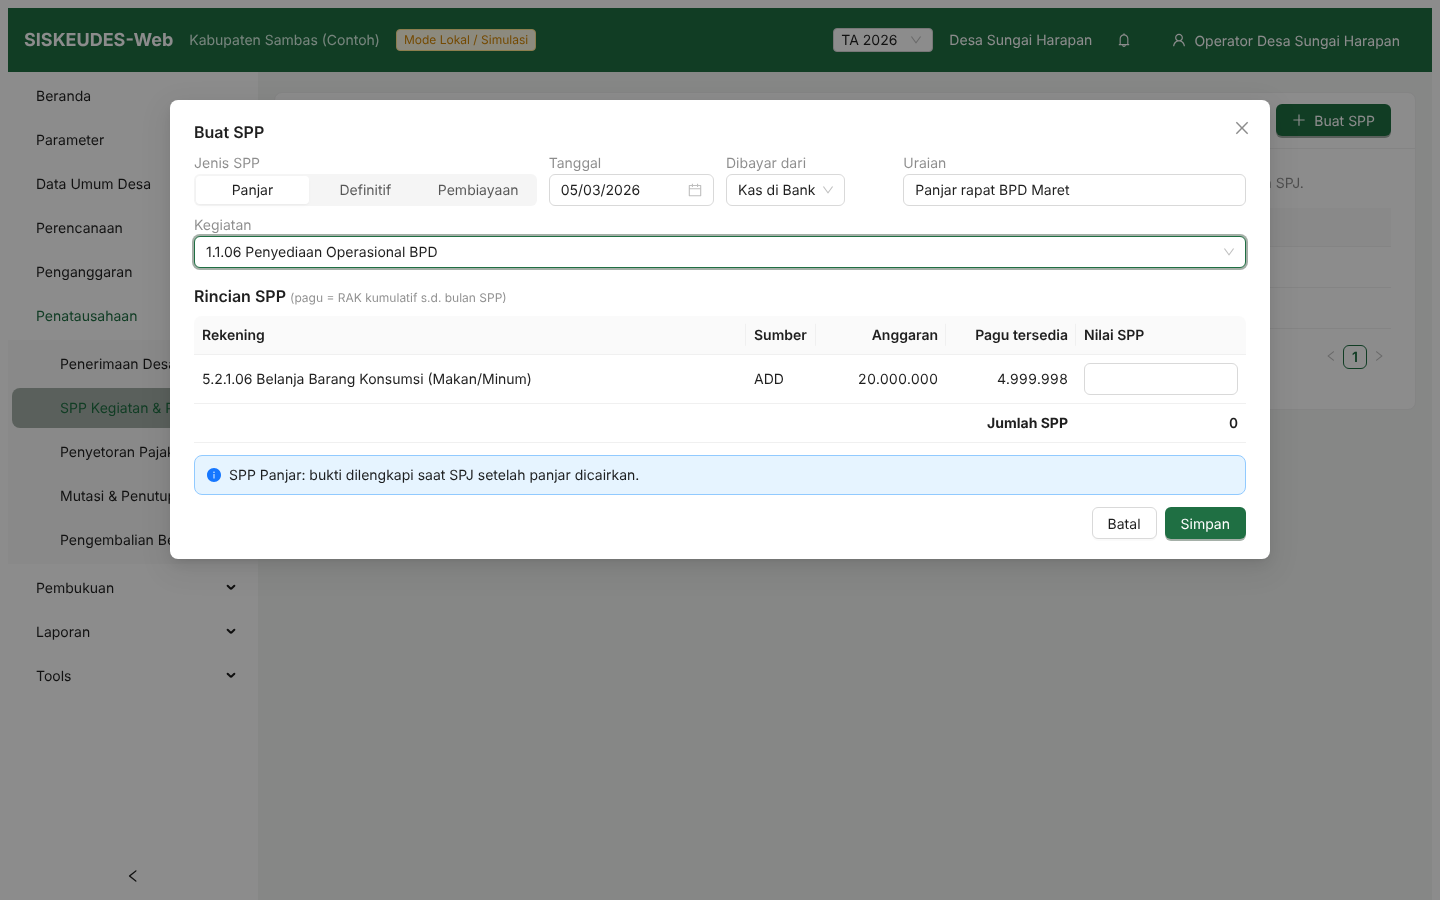 SISKEUDES-Web Kabupaten Sambas (Contoh) Mode Lokal / Simulasi TA 2026 Desa Sungai Harapan Operator Desa Sungai Harapan
Beranda
Parameter
Data Umum Desa
Perencanaan
Penganggaran
Penatausahaan
Penerimaan Desa
SPP Kegiatan &
Penyetoran Pajak
Mutasi &
Pengembalian
Pembukuan
Laporan
Tools
Buat SPP
SPJ.
1
Buat SPP
Jenis SPP Tanggal Dibayar dari Uraian
Panjar Definitif Pembiayaan 05/03/2026 Kas di Bank Panjar rapat BPD Maret
Kegiatan
1.1.06 Penyediaan Operasional BPD
Rincian SPP (pagu = RAK kumulatif s.d. bulan SPP)
Rekening Sumber Anggaran Pagu tersedia Nilai SPP
5.2.1.06 Belanja Barang Konsumsi (Makan/Minum) ADD 20.000.000 4.999.998
Jumlah SPP 0
SPP Panjar: bukti dilengkapi saat SPJ setelah panjar dicairkan.
Batal Simpan